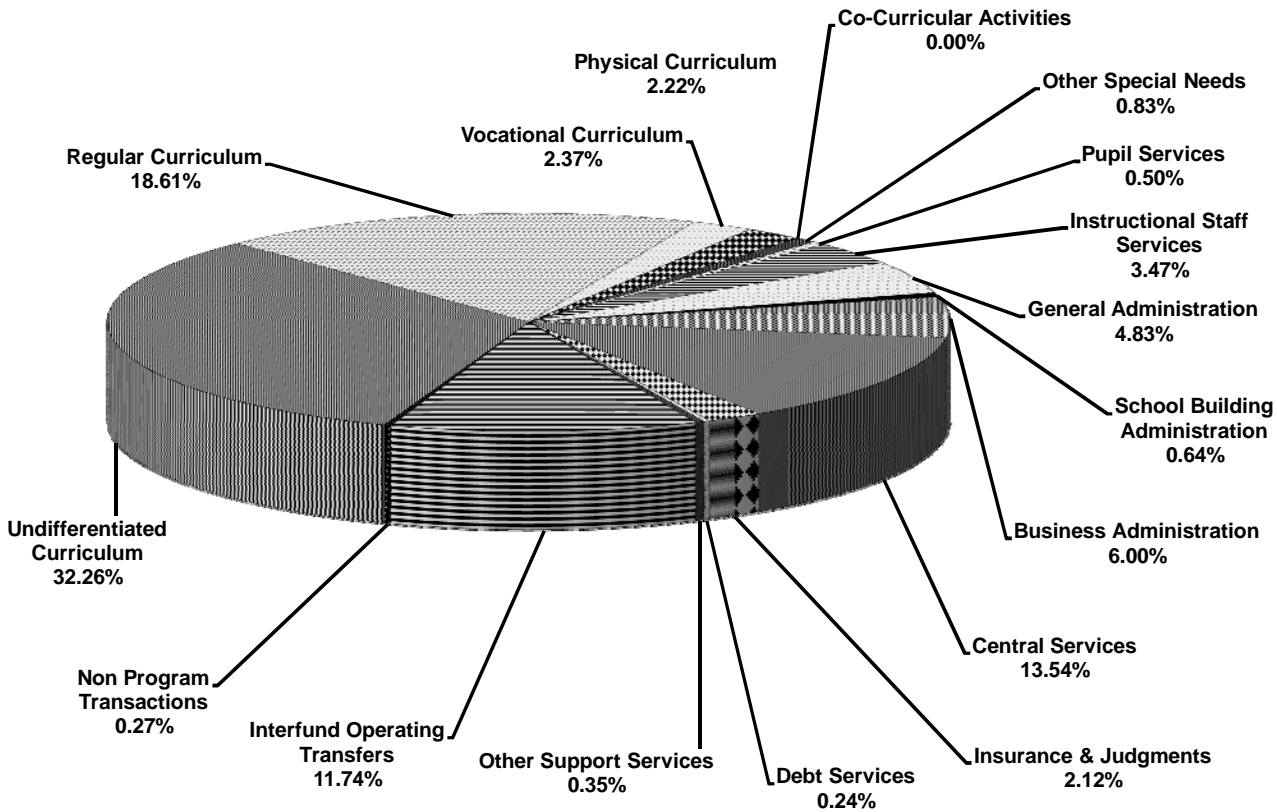 Co-Curricular Activities
0.00%
Physical Curriculum
2.22%
Other Special Needs
0.83%
Vocational Curriculum
2.37%
Regular Curriculum
18.61%
Pupil Services
0.50%
Instructional Staff
Services
3.47%
General Administration
4.83%
School Building
Administration
0.64%
Undifferentiated
Curriculum
32.26%
Business Administration
6.00%
Central Services
13.54%
Non Program
Transactions
0.27%
Interfund Operating
Transfers
11.74%
Other Support Services
0.35%
Debt Services
0.24%
Insurance & Judgments
2.12%